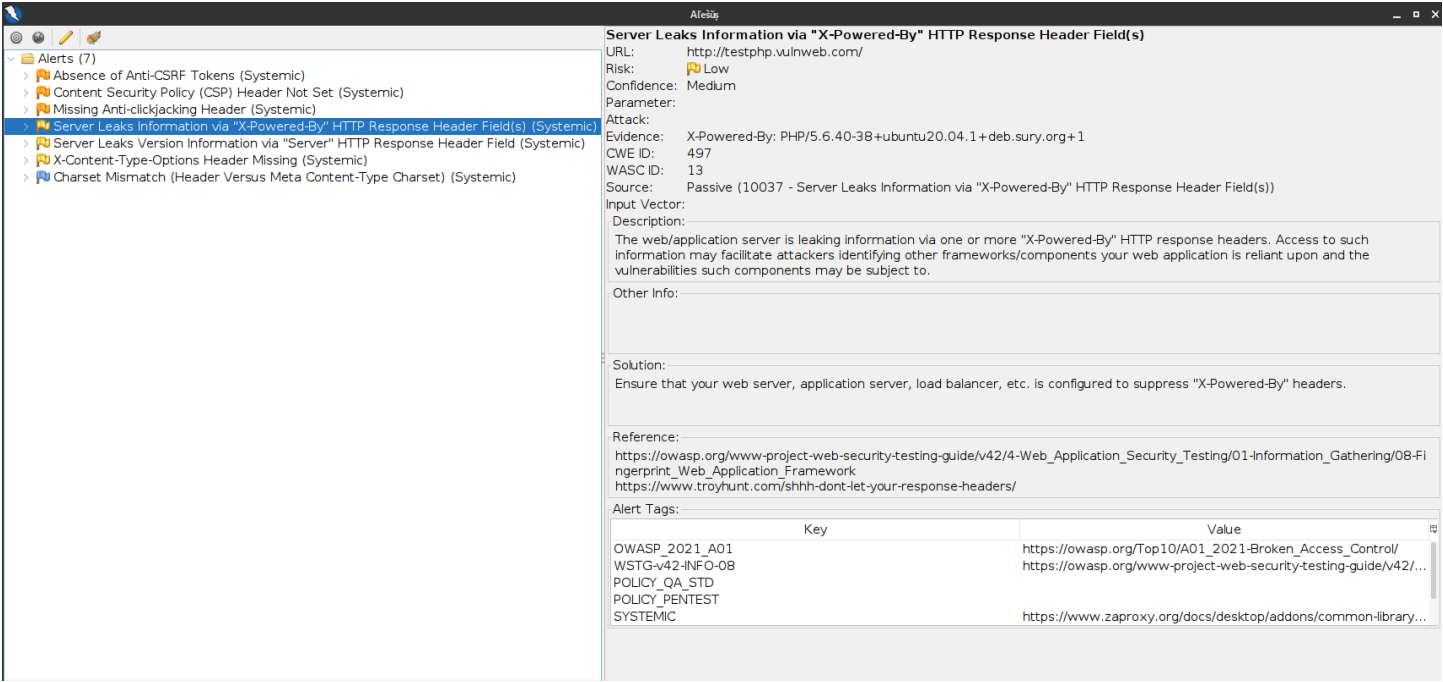 Aľešűş
Alerts (7)
Absence of Anti-CSRF Tokens (Systemic)
Content Security Policy (CSP) Header Not Set (Systemic)
Missing Anti-clickjacking Header (Systemic)
Server Leaks Information via "X-Powered-By" HTTP Response Header Field(s) (Systemic)
Server Leaks Version Information via "Server" HTTP Response Header Field (Systemic)
X-Content-Type-Options Header Missing (Systemic)
Charset Mismatch (Header Versus Meta Content-Type Charset) (Systemic)
Server Leaks Information via "X-Powered-By" HTTP Response Header Field(s)
URL: http://testphp.vulnweb.com/
Risk: Low
Confidence: Medium
Parameter:
Attack:
Evidence: X-Powered-By: PHP/5.6.40-38+ubuntu20.04.1+deb.sury.org+1
CWE ID: 497
WASC ID: 13
Source: Passive (10037 - Server Leaks Information via "X-Powered-By" HTTP Response Header Field(s))
Input Vector:
Description:
The web/application server is leaking information via one or more "X-Powered-By" HTTP response headers. Access to such
information may facilitate attackers identifying other frameworks/components your web application is reliant upon and the
vulnerabilities such components may be subject to.
Other Info:
Solution:
Ensure that your web server, application server, load balancer, etc. is configured to suppress "X-Powered-By" headers.
Reference:
https://owasp.org/www-project-web-security-testing-guide/v42/4-Web_Application_Security_Testing/01-Information_Gathering/08-Fi
ngerprint_Web_Application_Framework
https://www.troyhunt.com/shhh-dont-let-your-response-headers/
Alert Tags:
Key Value
OWASP_2021_A01 https://owasp.org/Top10/A01_2021-Broken_Access_Control/
WSTG-v42-INFO-08 https://owasp.org/www-project-web-security-testing-guide/v42/...
POLICY_QA_STD
POLICY_PENTEST
SYSTEMIC https://www.zaproxy.org/docs/desktop/addons/common-library...